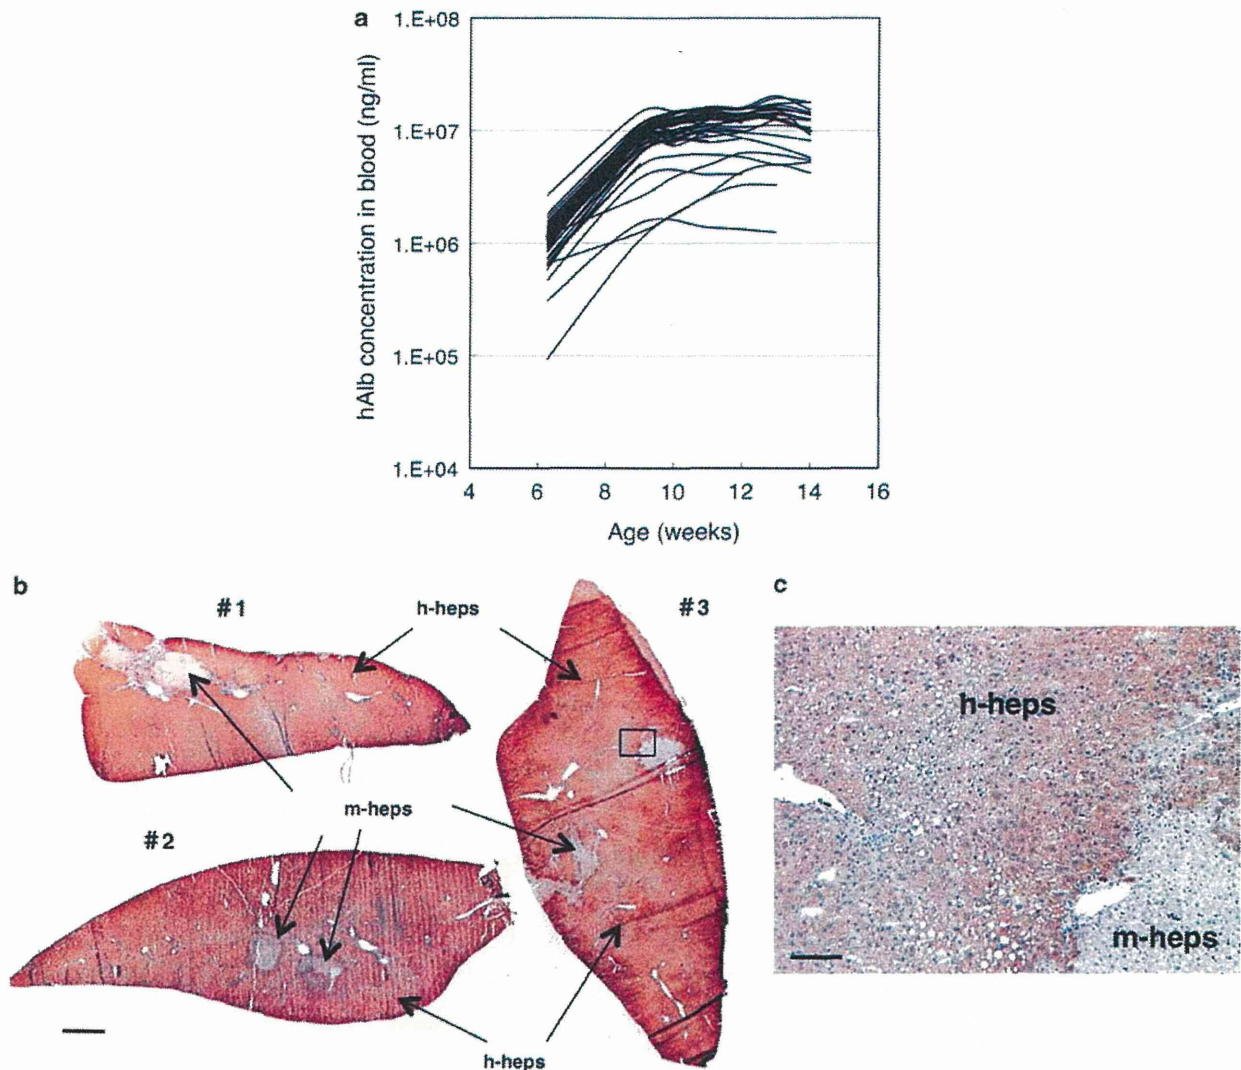 a
1.E+08
1.E+07
1.E+06
1.E+05
1.E+04
hAlb concentration in blood (ng/ml)
4 6 8 10 12 14 16
Age (weeks)
b
#1
h-heps
#3
m-heps
#2
h-heps
c
h-heps
m-heps